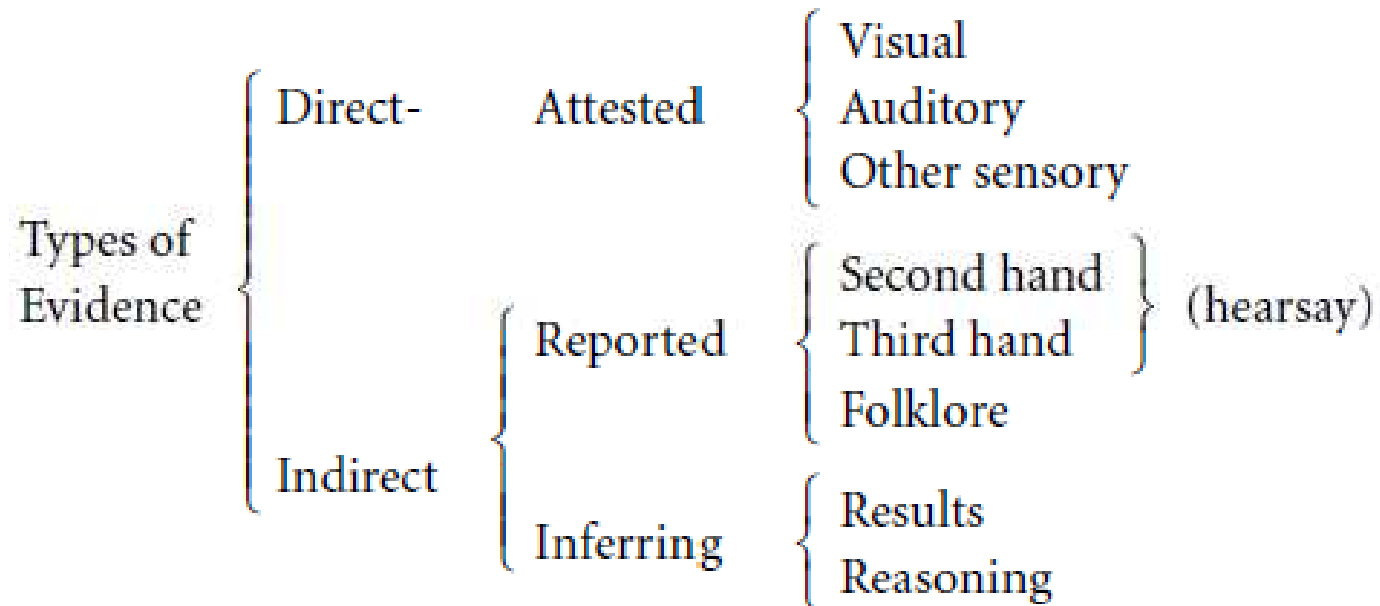 Visual
Direct- Attested Auditory
Other sensory
Types of
Evidence
Second hand
Reported Third hand (hearsay)
Folklore
Indirect
Results
Inferring
Reasoning